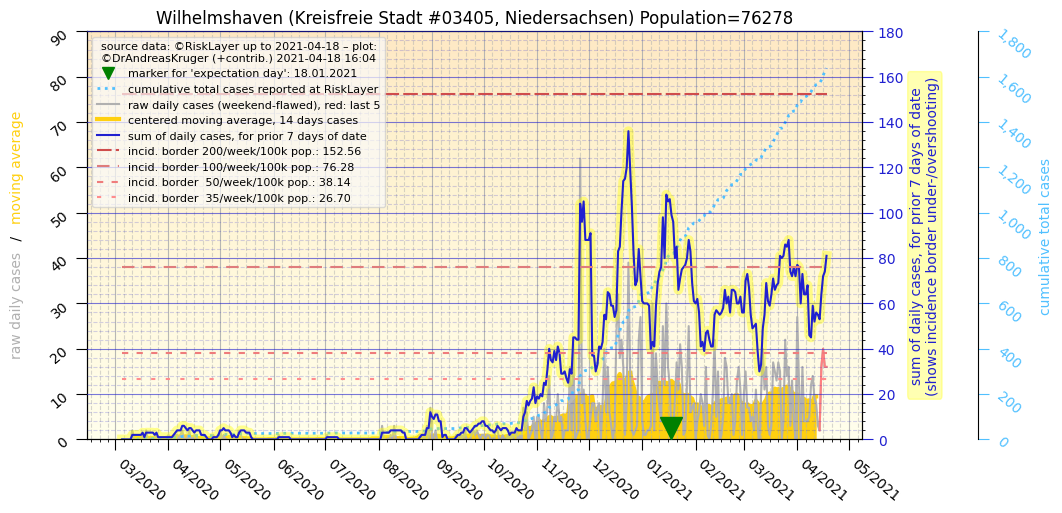 Wilhelmshaven (Kreisfreie Stadt #03405, Niedersachsen) Population=76278
source data: ©RiskLayer up to 2021-04-18 – plot:
©DrAndreasKruger (+contrib.) 2021-04-18 16:04
marker for 'expectation day': 18.01.2021
cumulative total cases reported at RiskLayer
raw daily cases (weekend-flawed), red: last 5
centered moving average, 14 days cases
sum of daily cases, for prior 7 days of date
incid. border 200/week/100k pop.: 152.56
incid. border 100/week/100k pop.: 76.28
incid. border  50/week/100k pop.: 38.14
incid. border  35/week/100k pop.: 26.70
raw daily cases / moving average
90
80
70
60
50
40
30
20
10
0
03/2020
04/2020
05/2020
06/2020
07/2020
08/2020
09/2020
10/2020
11/2020
12/2020
01/2021
02/2021
03/2021
04/2021
05/2021
180
160
140
120
100
80
60
40
20
0
sum of daily cases, for prior 7 days of date
(shows incidence border under-/overshooting)
1,800
1,600
1,400
1,200
1,000
800
600
400
200
0
cumulative total cases